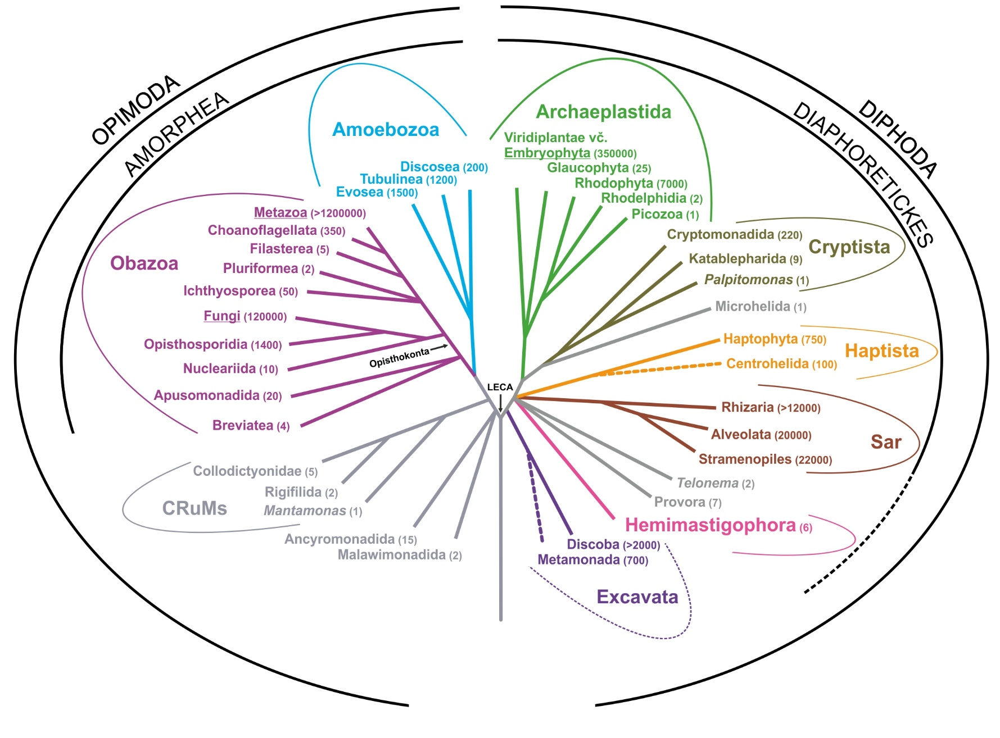 OPIMODA
AMORPHEA
DIPHODA
DIAPHORETICKES
Amoebozoa
Discosea (200)
Tubulinea (1200)
Evosea (1500)
Archaeplastida
Viridiplantae vč.
Embryophyta (350000)
Glaucophyta (25)
Rhodophyta (7000)
Rhodelphidia (2)
Picozoa (1)
Obazoa
Metazoa (>1200000)
Choanoflagellata (350)
Filasterea (5)
Pluriformea (2)
Ichthyosporea (50)
Fungi (120000)
Opisthosporidia (1400)
Nucleariida (10)
Opisthokonta
Apusomonadida (20)
Breviatea (4)
LECA
Cryptomonadida (220)
Cryptista
Katablepharida (9)
Palpitomonas (1)
Microhelida (1)
Haptophyta (750)
Haptista
Centrohelida (100)
Rhizaria (>12000)
Alveolata (20000)
Sar
Stramenopiles (22000)
Telonema (2)
Provora (7)
Hemimastigophora (6)
Discoba (>2000)
Metamonada (700)
Excavata
Collodictyonidae (5)
Rigifilida (2)
CRuMs
Mantamonas (1)
Ancyromonadida (15)
Malawimonadida (2)